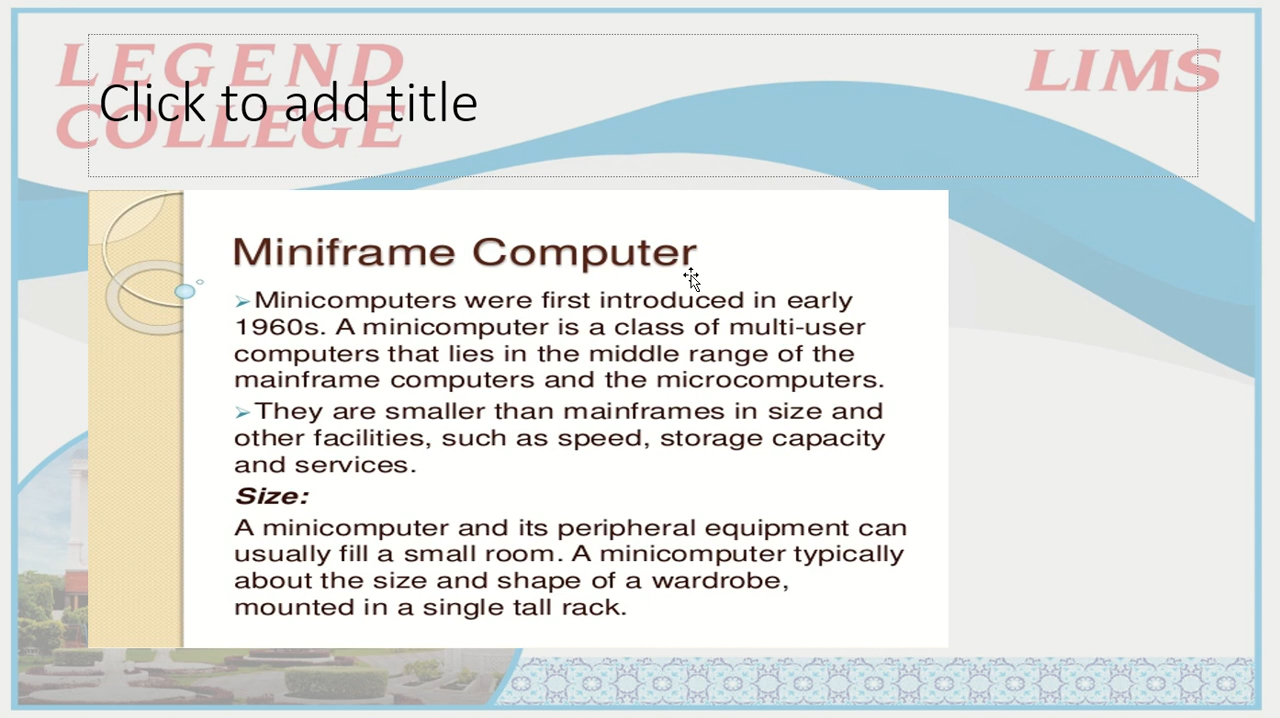 LEGEND
COLLEGE
LIMS
Click to add title
Miniframe Computer
➢Minicomputers were first introduced in early
1960s. A minicomputer is a class of multi-user
computers that lies in the middle range of the
mainframe computers and the microcomputers.
➢They are smaller than mainframes in size and
other facilities, such as speed, storage capacity
and services.
Size:
A minicomputer and its peripheral equipment can
usually fill a small room. A minicomputer typically
about the size and shape of a wardrobe,
mounted in a single tall rack.